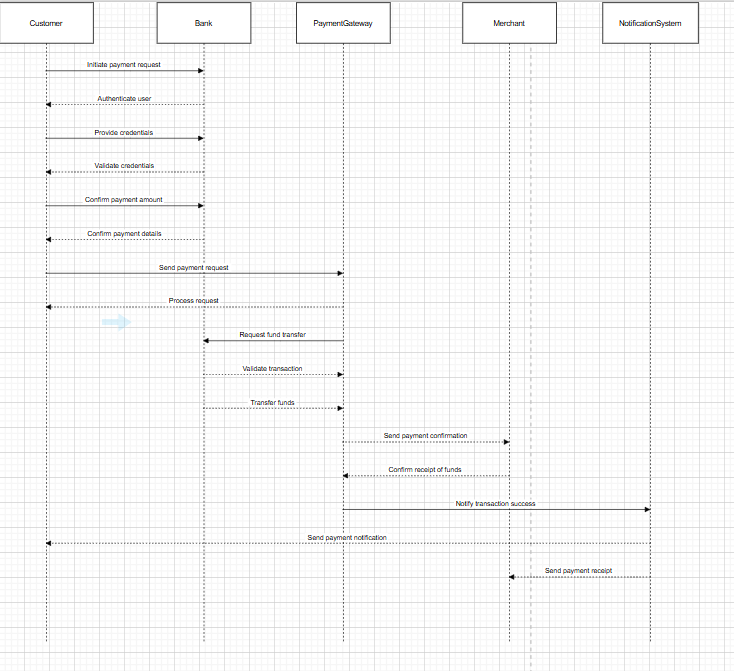 Customer
Bank
PaymentGateway
Merchant
NotificationSystem
Initiate payment request
Authenticate user
Provide credentials
Validate credentials
Confirm payment amount
Confirm payment details
Send payment request
Process request
Request fund transfer
Validate transaction
Transfer funds
Send payment confirmation
Confirm receipt of funds
Notify transaction success
Send payment notification
Send payment receipt